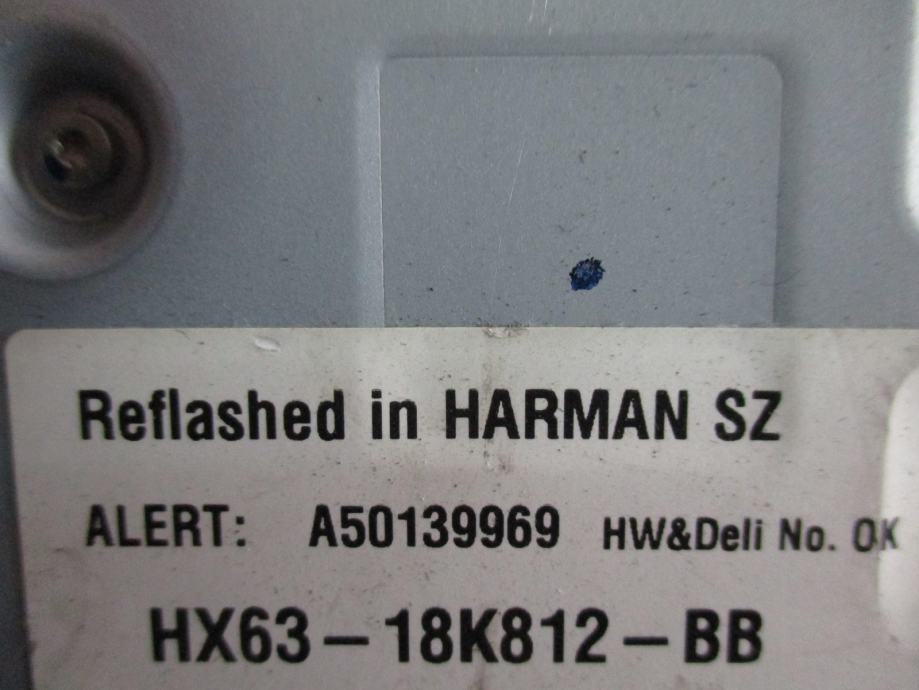 Reflashed in HARMAN SZ
ALERT: A50139969 HW&Deli No. OK
HX63-18K812-BB